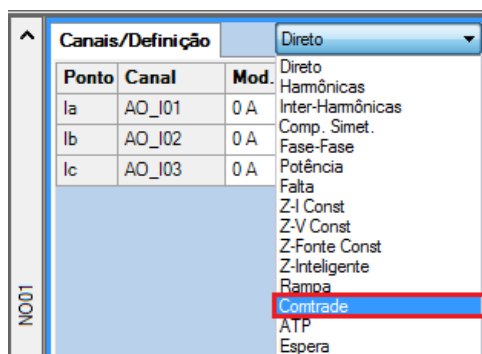 Canais/Definição Direto
Ponto Canal Mod.
Ia AO_I01 0 A
Ib AO_I02 0 A
Ic AO_I03 0 A
Direto
Harmônicas
Inter-Harmônicas
Comp. Simet.
Fase-Fase
Potência
Falta
Z-I Const
Z-V Const
Z-Fonte Const
Z-Inteligente
Rampa
Comtrade
ATP
Espera
NO01